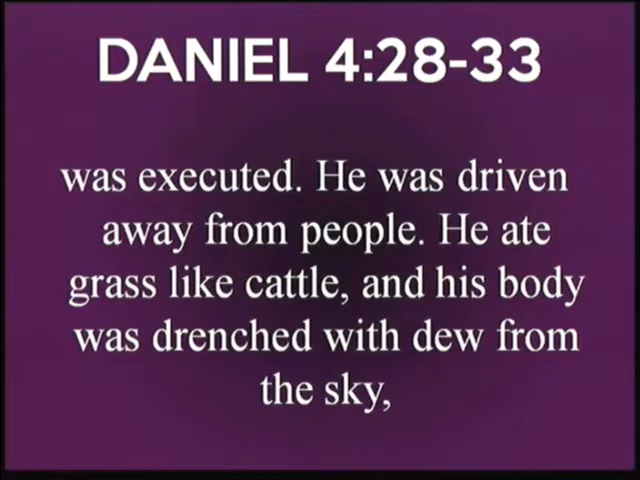 DANIEL 4:28-33
was executed. He was driven
away from people. He ate
grass like cattle, and his body
was drenched with dew from
the sky,